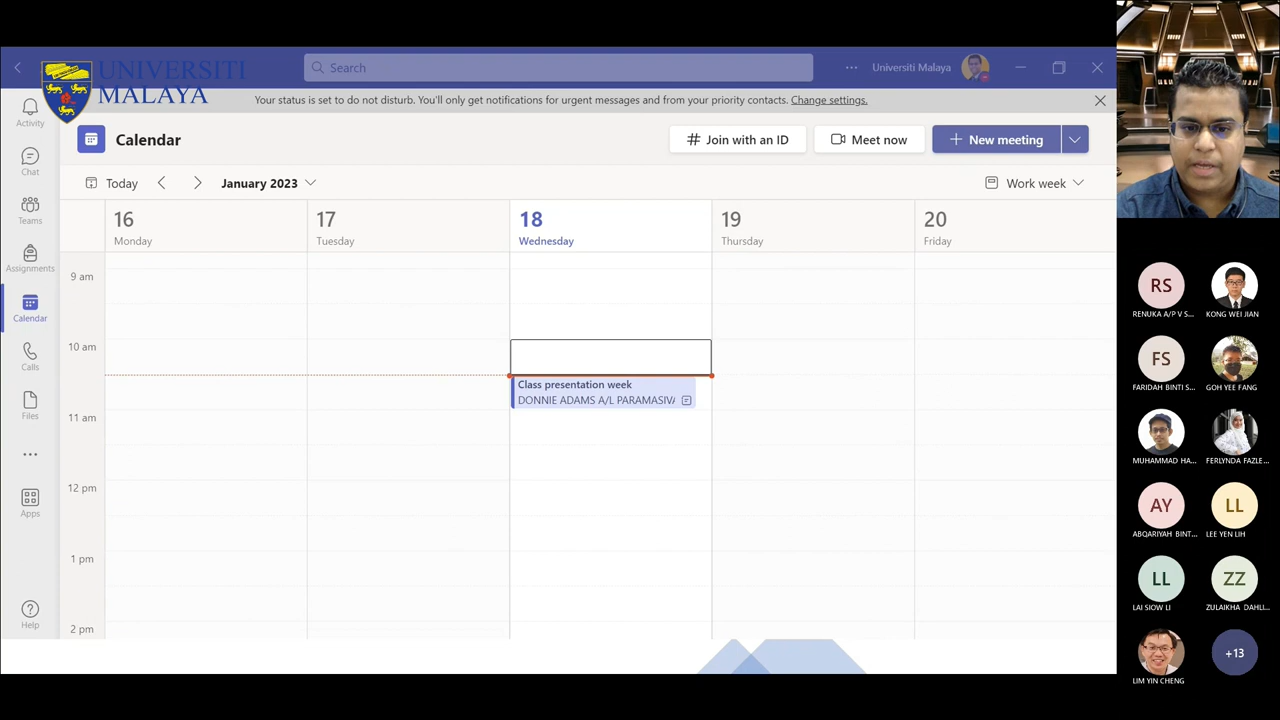 UNIVERSITI
MALAYA
Search
Universiti Malaya
Your status is set to do not disturb. You'll only get notifications for urgent messages and from your priority contacts. Change settings.
Activity
Chat
Teams
Assignments
Calendar
Calls
Files
Apps
Help
Calendar
Join with an ID
Meet now
New meeting
Today
January 2023
Work week
16
Monday
17
Tuesday
18
Wednesday
19
Thursday
20
Friday
9 am
10 am
11 am
12 pm
1 pm
2 pm
Class presentation week
DONNIE ADAMS A/L PARAMASIVA
RS
RENUKA A/P V S...
KONG WEI JIAN
FS
FARIDAH BINTI S...
GOH YEE FANG
MUHAMMAD HA...
FERLYNDA FAZLE...
AY
ABQARIYAH BINT...
LL
LEE YEN LIH
LL
LAI SIOW LI
ZZ
ZULAIKHA DAHLI...
LIM YIN CHENG
+13